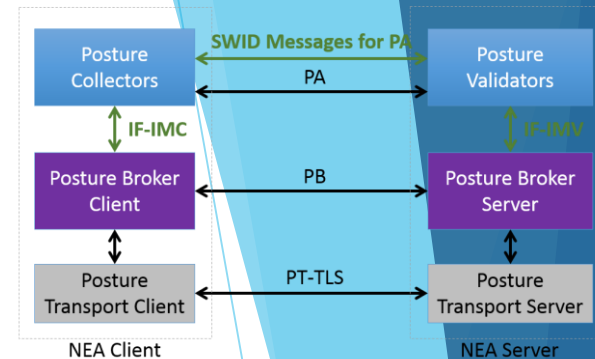 SWID Messages for PA
Posture
Collectors
PA
Posture
Validators
IF-IMC
IF-IMV
Posture Broker
Client
PB
Posture Broker
Server
Posture
Transport Client
PT-TLS
Posture
Transport Server
NEA Client
NEA Server